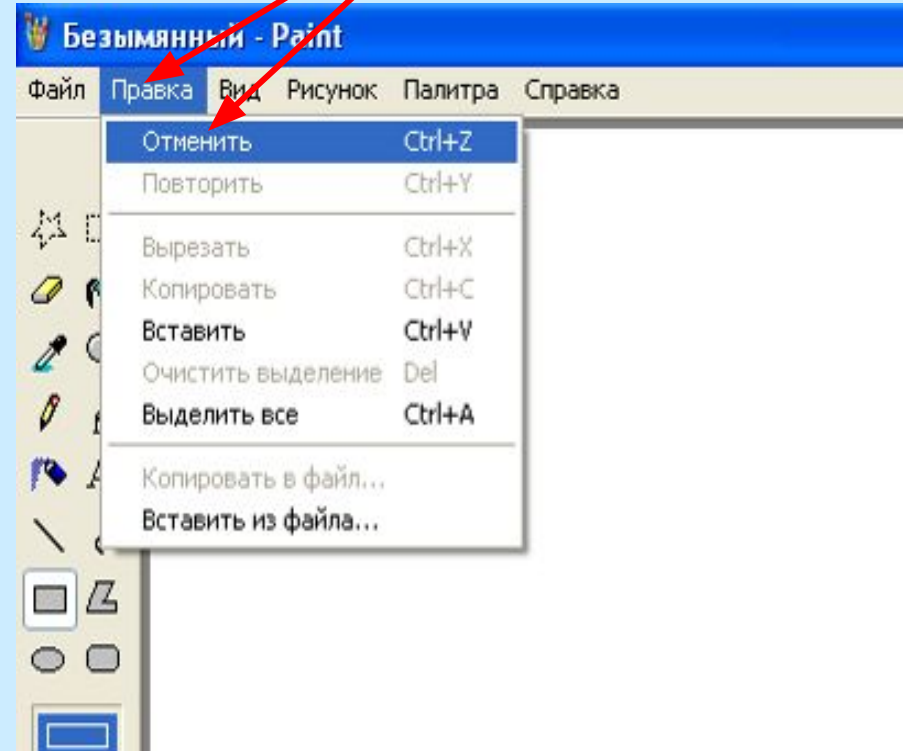 Безымянный - Paint
Файл Правка Вид Рисунок Палитра Справка
Отменить Ctrl+Z
Повторить Ctrl+Y
Вырезать Ctrl+X
Копировать Ctrl+C
Вставить Ctrl+V
Очистить выделение Del
Выделить все Ctrl+A
Копировать в файл...
Вставить из файла...